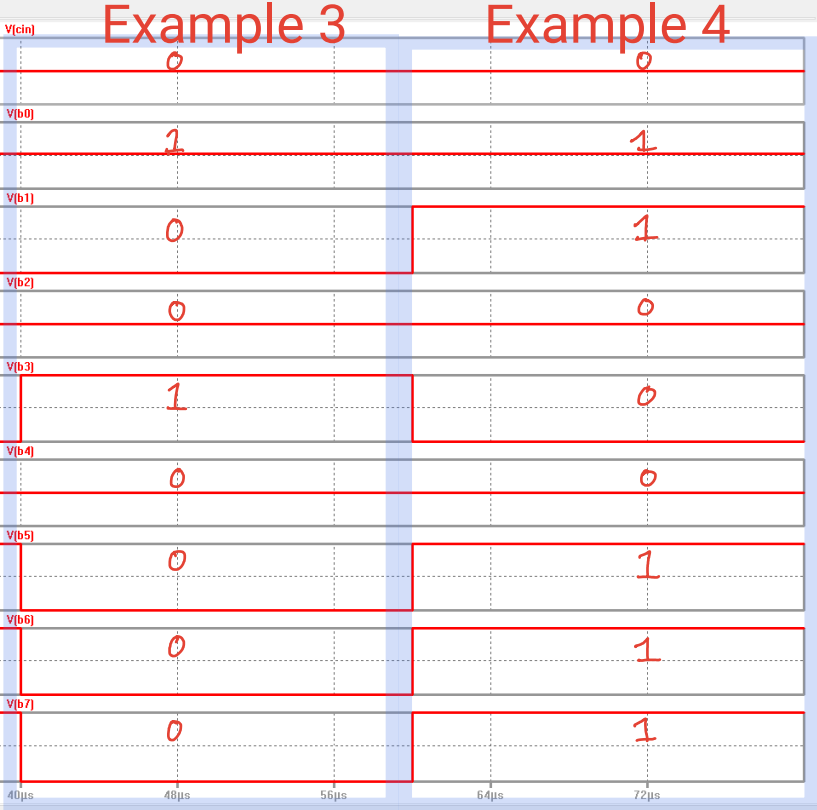 Example 3 Example 4
V(cin)
0 0
V(b0)
1 1
V(b1)
0 1
V(b2)
0 0
V(b3)
1 0
V(b4)
0 0
V(b5)
0 1
V(b6)
0 1
V(b7)
0 1
40µs 48µs 56µs 64µs 72µs